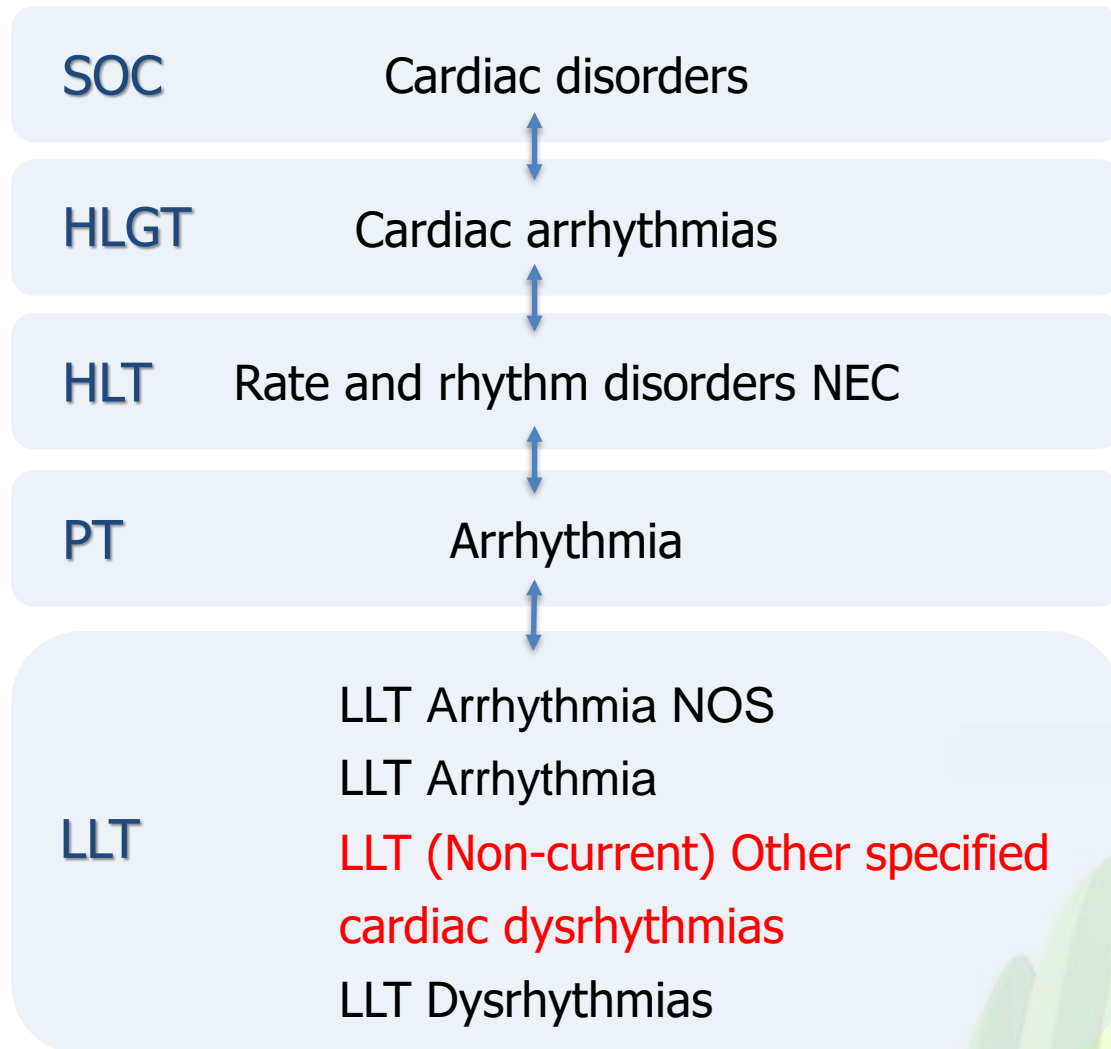 SOC Cardiac disorders
HLGT Cardiac arrhythmias
HLT Rate and rhythm disorders NEC
PT Arrhythmia
LLT
LLT Arrhythmia NOS
LLT Arrhythmia
LLT (Non-current) Other specified
cardiac dysrhythmias
LLT Dysrhythmias